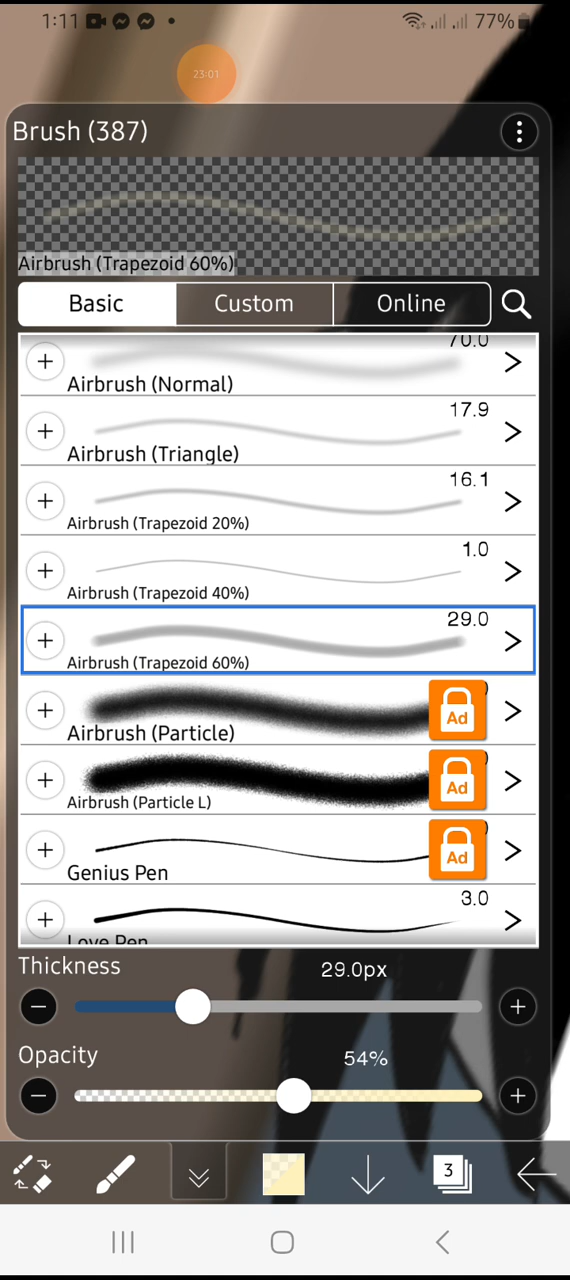 1:11
77%
23:01
Brush (387)
Airbrush (Trapezoid 60%)
Basic
Custom
Online
70.0
Airbrush (Normal)
17.9
Airbrush (Triangle)
16.1
Airbrush (Trapezoid 20%)
1.0
Airbrush (Trapezoid 40%)
29.0
Airbrush (Trapezoid 60%)
Ad
Airbrush (Particle)
Ad
Airbrush (Particle L)
Ad
Genius Pen
3.0
Love Pen
Thickness
29.0px
Opacity
54%
3